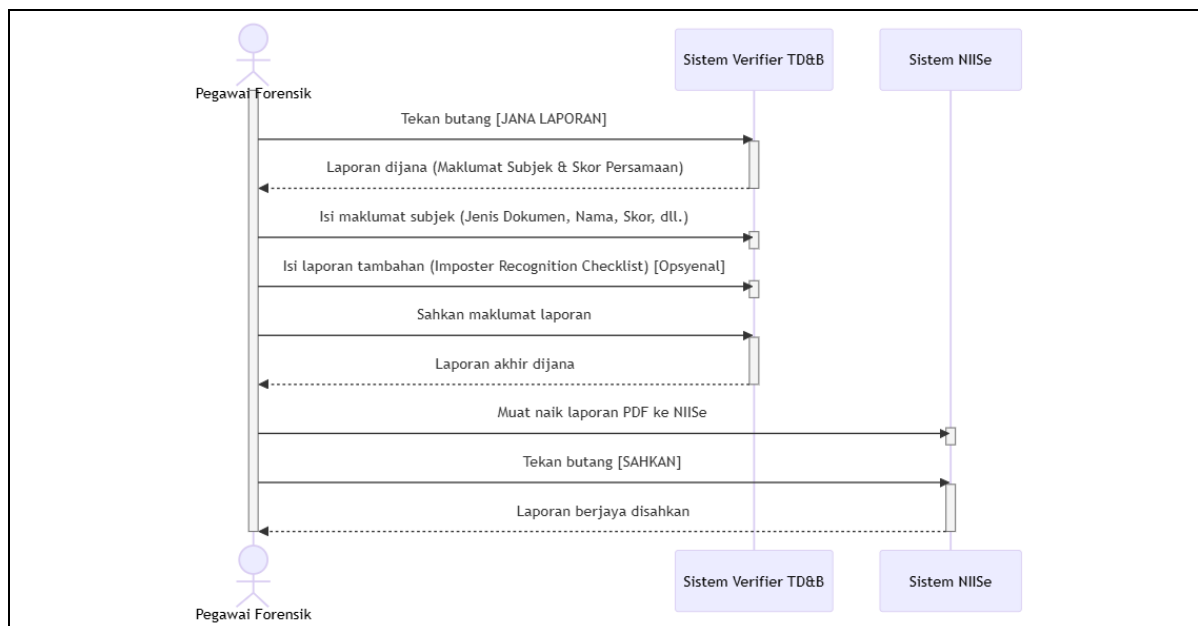 Sistem Verifier TD&B
Sistem NIISe
Pegawai Forensik
Tekan butang [JANA LAPORAN]
Laporan dijana (Maklumat Subjek & Skor Persamaan)
Isi maklumat subjek (Jenis Dokumen, Nama, Skor, dll.)
Isi laporan tambahan (Imposter Recognition Checklist) [Opsyenal]
Sahkan maklumat laporan
Laporan akhir dijana
Muat naik laporan PDF ke NIISe
Tekan butang [SAHKAN]
Laporan berjaya disahkan
Sistem Verifier TD&B
Sistem NIISe
Pegawai Forensik